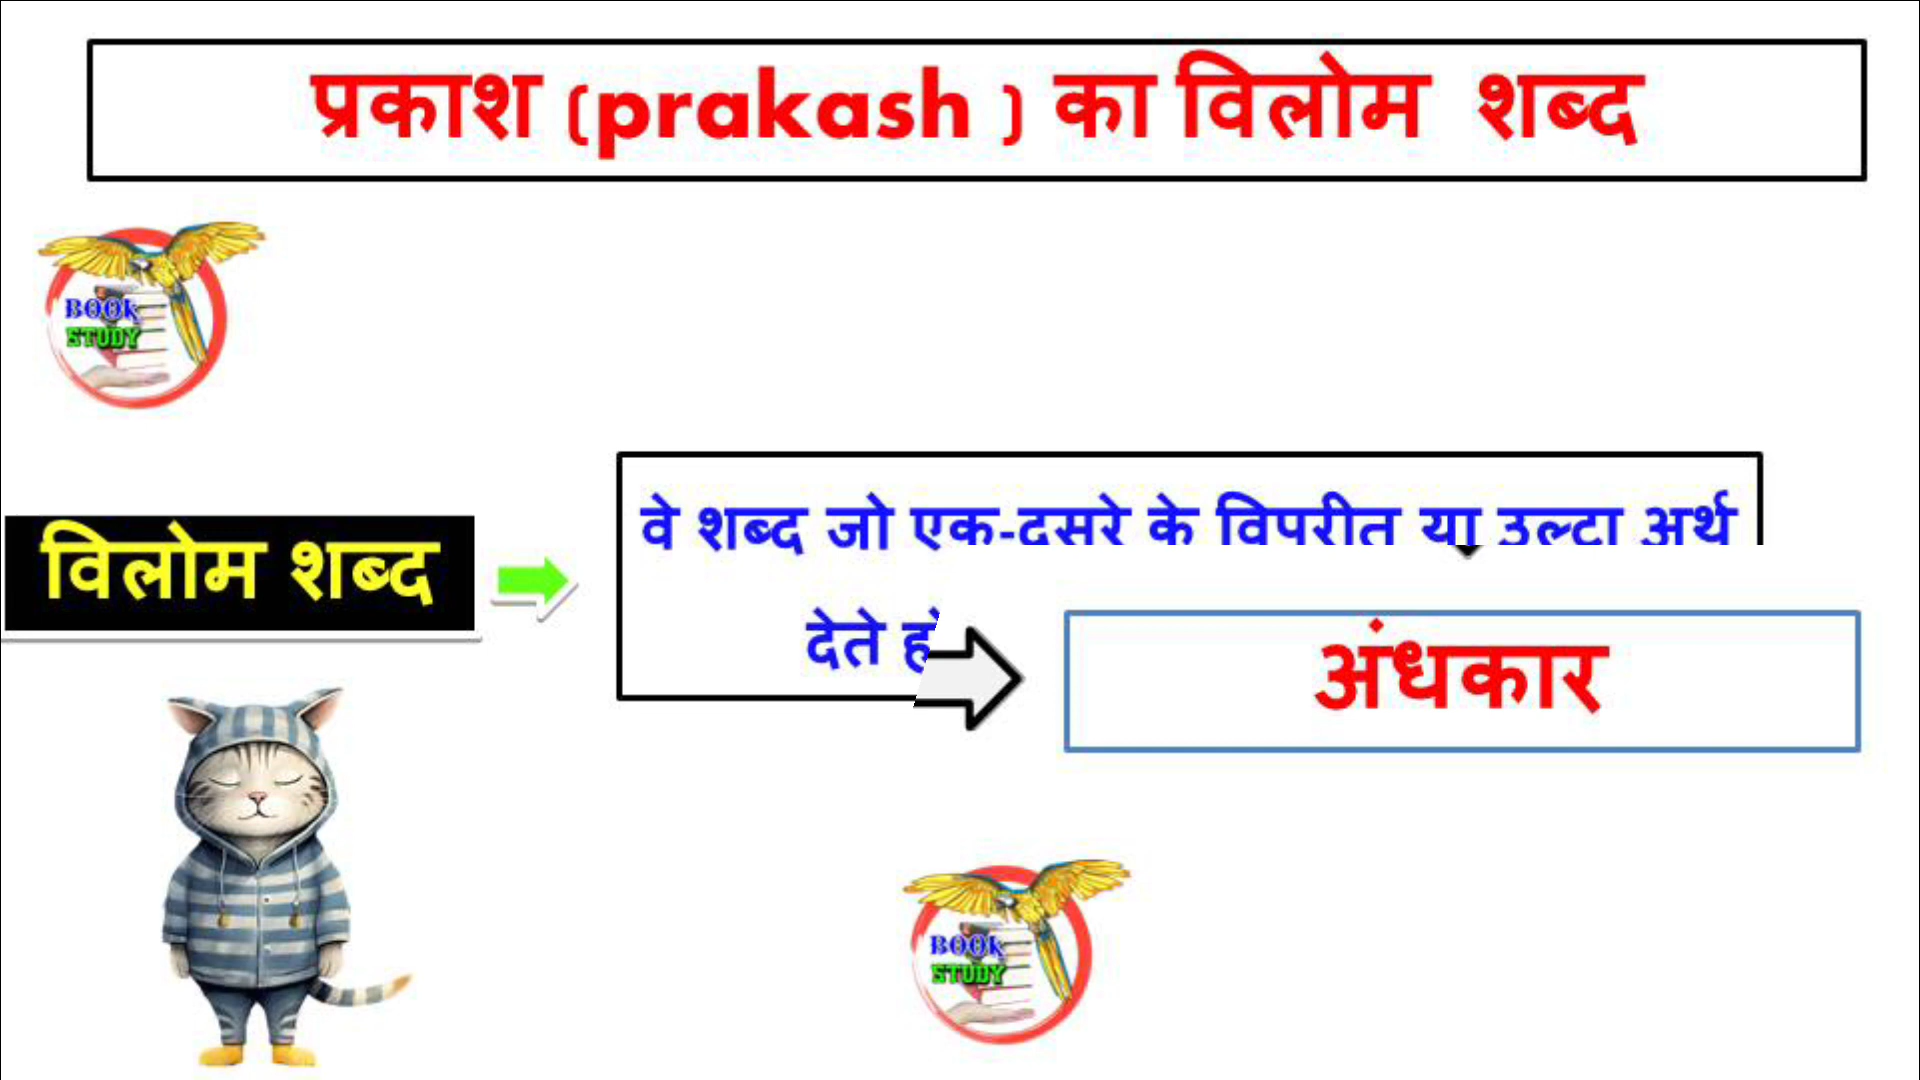 प्रकाश (prakash ) का विलोम शब्द
BOOK
STUDY
विलोम शब्द
वे शब्द जो एक-दूसरे के विपरीत या उल्टा अर्थ
देते
अंधकार
BOOK
STUDY